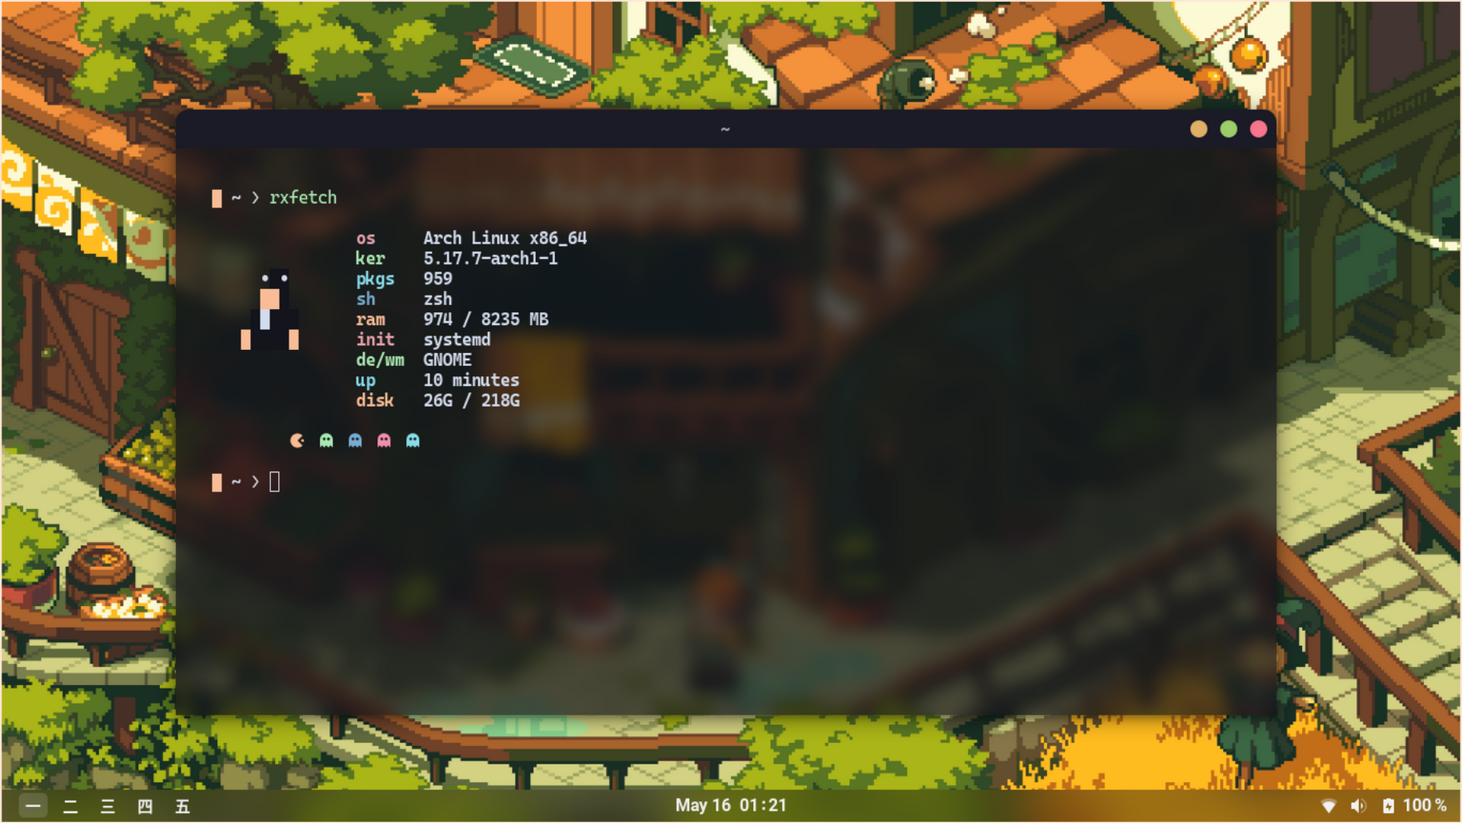 ~
~ ❯ rxfetch
os Arch Linux x86_64
ker 5.17.7-arch1-1
pkgs 959
sh zsh
ram 974 / 8235 MB
init systemd
de/wm GNOME
up 10 minutes
disk 26G / 218G
~ ❯
一 二 三 四 五 May 16 01:21 100 %